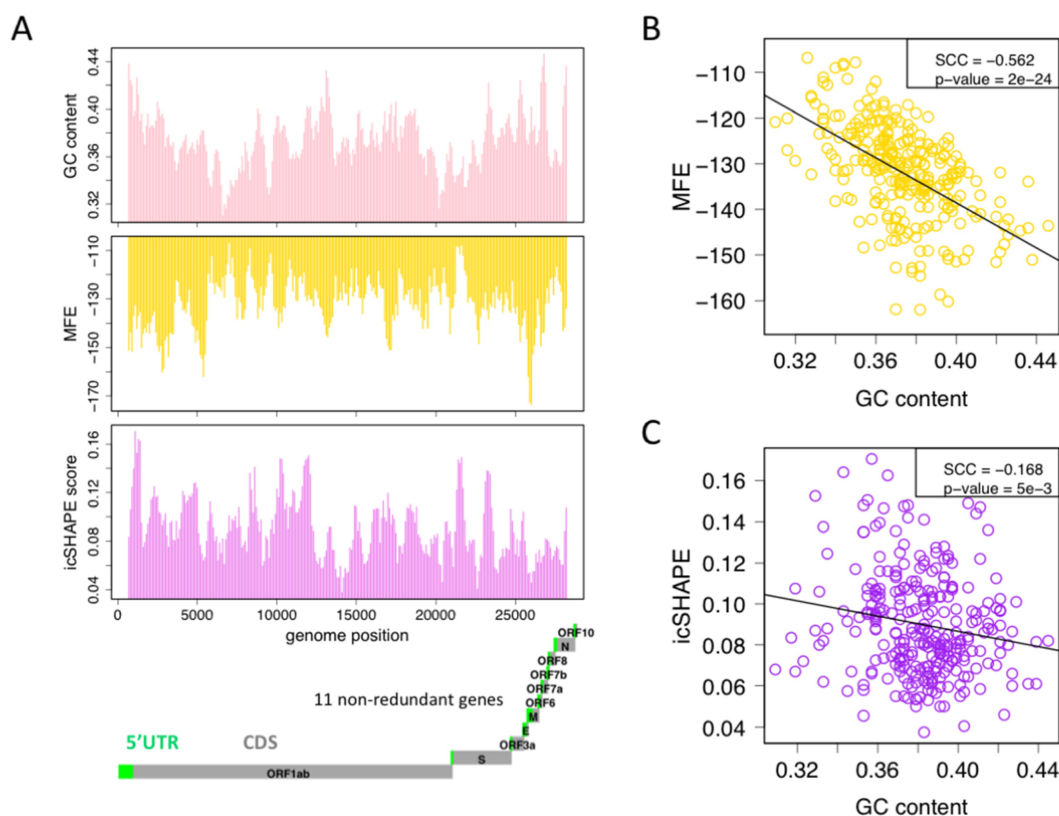 A
GC content
0.44
0.40
0.36
0.32
MFE
−110
−130
−150
−170
icSHAPE score
0.16
0.12
0.08
0.04
0 5000 10000 15000 20000 25000
genome position
ORF10
N
ORF8
ORF7b
11 non-redundant genes
ORF7a
ORF6
M
E
5'UTR CDS
ORF3a
S
ORF1ab
B
SCC = −0.562
p-value = 2e−24
MFE
−110
−120
−130
−140
−150
−160
0.32 0.36 0.40 0.44
GC content
C
SCC = −0.168
p-value = 5e−3
icSHAPE
0.16
0.14
0.12
0.10
0.08
0.06
0.04
0.32 0.36 0.40 0.44
GC content